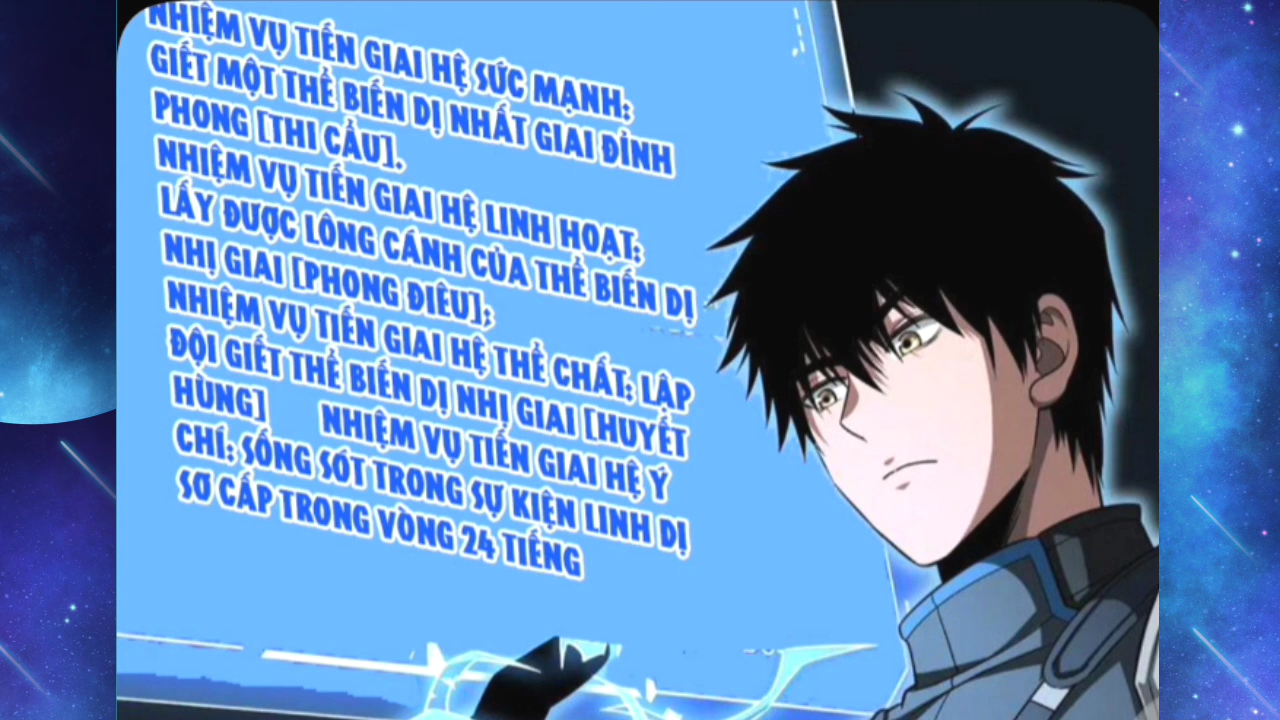 NHIỆM VỤ TIẾN GIAI HỆ SỨC MẠNH:
GIẾT MỘT THỂ BIẾN DỊ NHẤT GIAI ĐỈNH
PHONG [THI CẨU].
NHIỆM VỤ TIẾN GIAI HỆ LINH HOẠT:
LẤY ĐƯỢC LÔNG CÁNH CỦA THỂ BIẾN DỊ
NHỊ GIAI [PHONG ĐIÊU];
NHIỆM VỤ TIẾN GIAI HỆ THỂ CHẤT: LẬP
ĐỘI GIẾT THỂ BIẾN DỊ NHỊ GIAI [HUYẾT
HÙNG] NHIỆM VỤ TIẾN GIAI HỆ Ý
CHÍ: SỐNG SÓT TRONG SỰ KIỆN LINH DỊ
SƠ CẤP TRONG VÒNG 24 TIẾNG